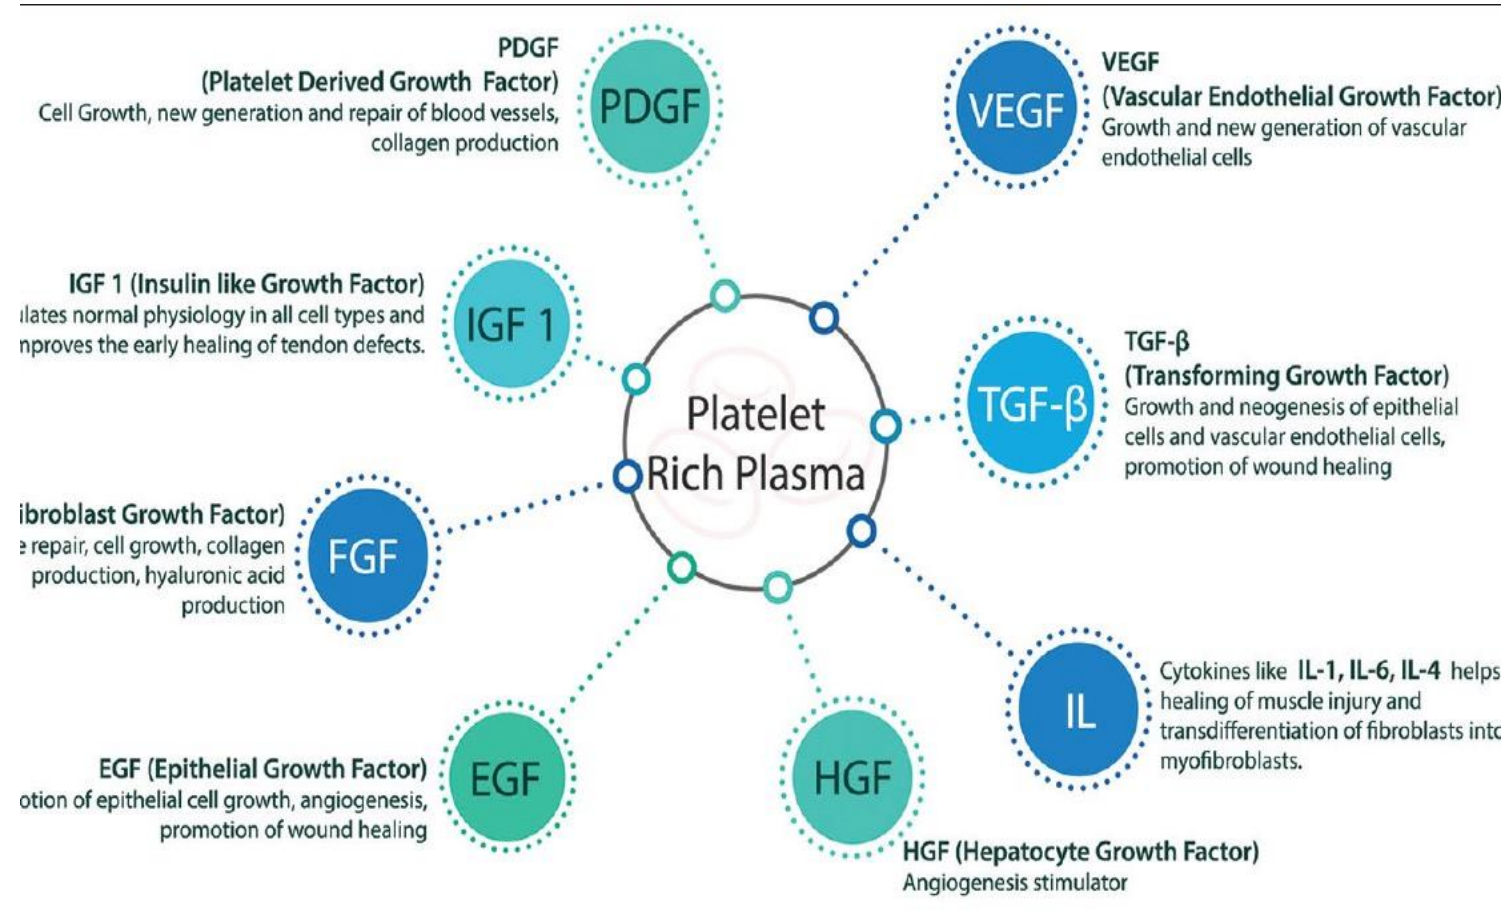 PDGF
(Platelet Derived Growth Factor)
Cell Growth, new generation and repair of blood vessels,
collagen production
PDGF
VEGF
VEGF
(Vascular Endothelial Growth Factor)
Growth and new generation of vascular
endothelial cells
IGF 1 (Insulin like Growth Factor)
normal physiology in all cell types and
the early healing of tendon defects.
IGF 1
TGF-β
TGF-β
(Transforming Growth Factor)
Growth and neogenesis of epithelial
cells and vascular endothelial cells,
promotion of wound healing
Platelet
Rich Plasma
Growth Factor)
repair, cell growth, collagen
production, hyaluronic acid
production
FGF
IL
Cytokines like IL-1, IL-6, IL-4 helps
healing of muscle injury and
transdifferentiation of fibroblasts
myofibroblasts.
EGF (Epithelial Growth Factor)
of epithelial cell growth, angiogenesis,
promotion of wound healing
EGF
HGF
HGF (Hepatocyte Growth Factor)
Angiogenesis stimulator